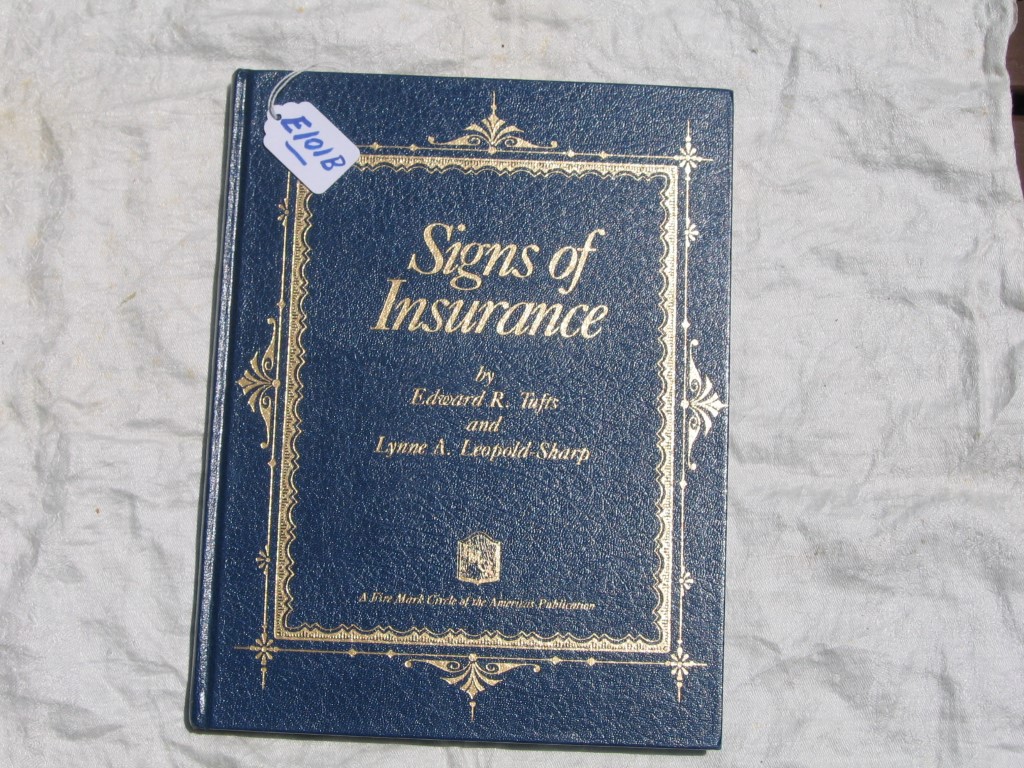 E101B
Signs of
Insurance
by
Edward R. Tufts
and
Lynne A. Leopold-Sharp
A Fire Mark Circle of the Americas Publication